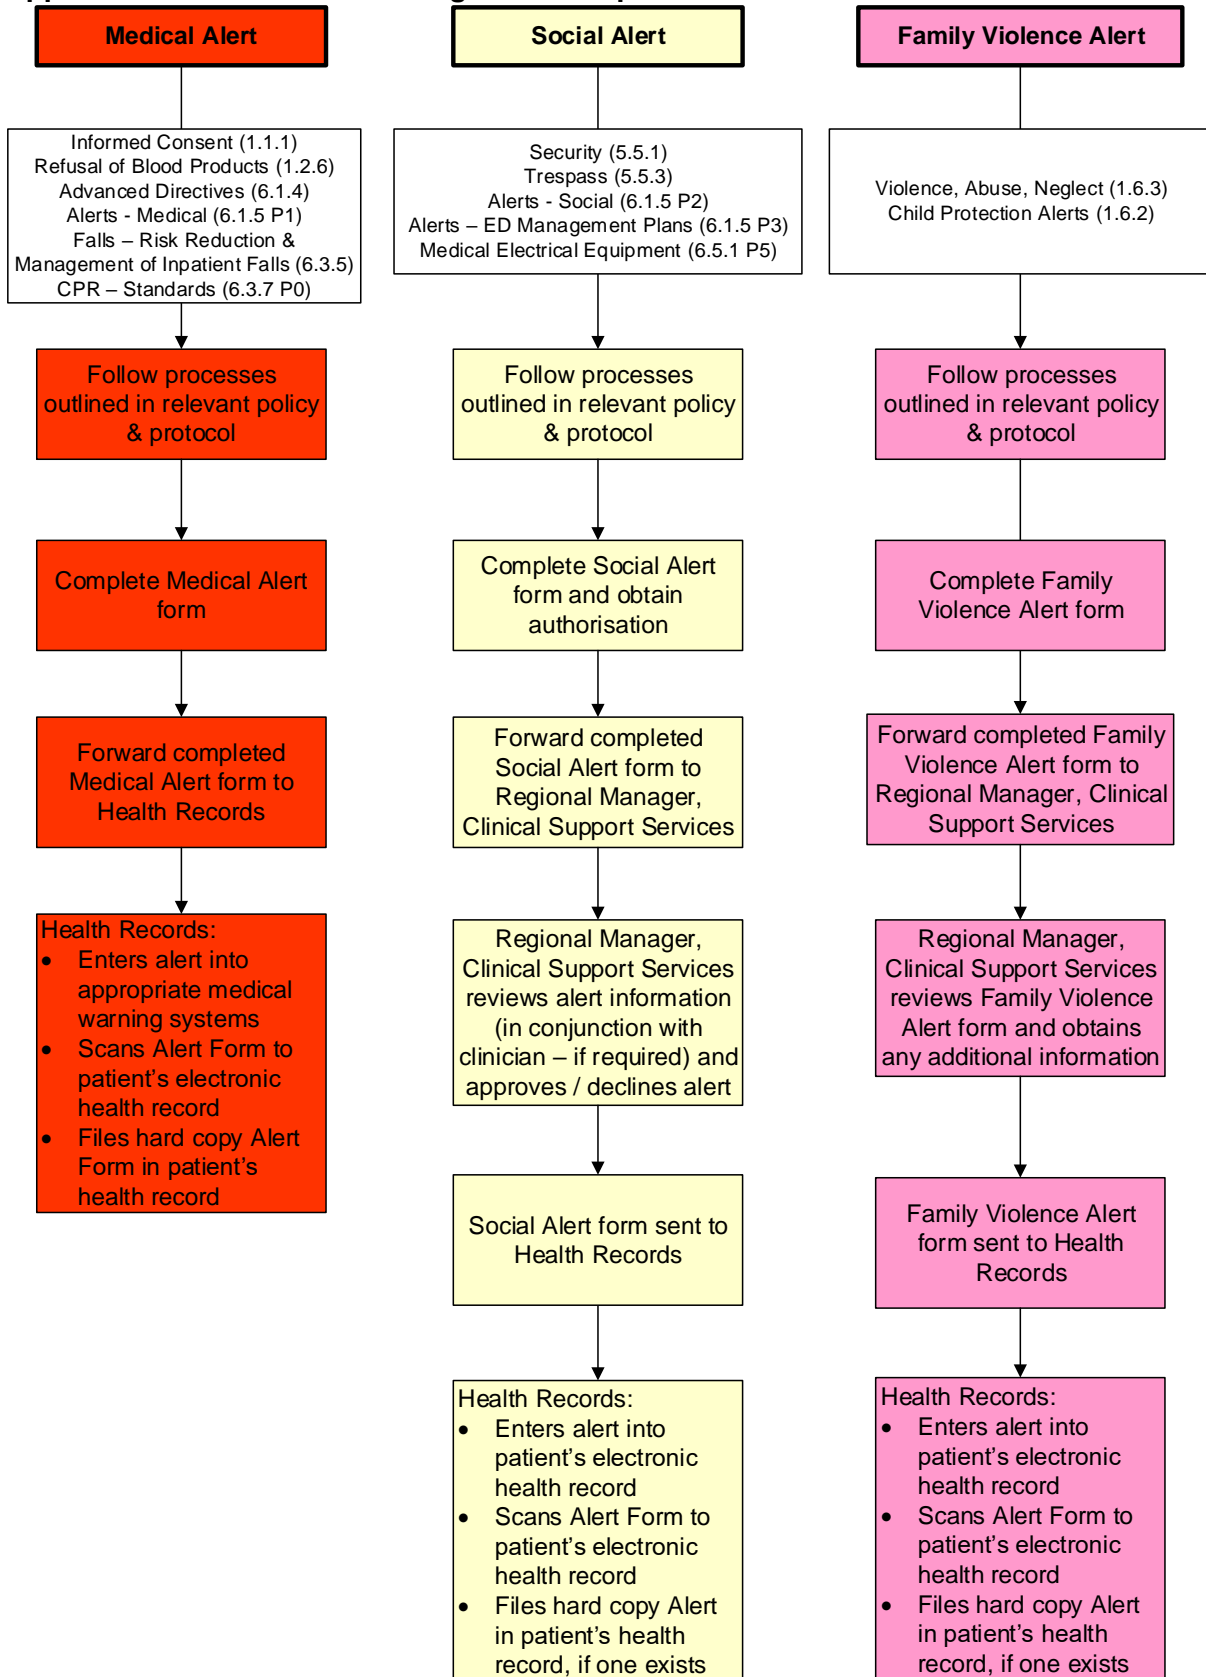 Medical Alert
Informed Consent (1.1.1)
Refusal of Blood Products (1.2.6)
Advanced Directives (6.1.4)
Alerts - Medical (6.1.5 P1)
Falls – Risk Reduction &
Management of Inpatient Falls (6.3.5)
CPR – Standards (6.3.7 P0)
Follow processes
outlined in relevant policy
& protocol
Complete Medical Alert
form
Forward completed
Medical Alert form to
Health Records
Health Records:
• Enters alert into
appropriate medical
warning systems
• Scans Alert Form to
patient’s electronic
health record
• Files hard copy Alert
Form in patient’s
health record
Social Alert
Security (5.5.1)
Trespass (5.5.3)
Alerts - Social (6.1.5 P2)
Alerts – ED Management Plans (6.1.5 P3)
Medical Electrical Equipment (6.5.1 P5)
Follow processes
outlined in relevant policy
& protocol
Complete Social Alert
form and obtain
authorisation
Forward completed
Social Alert form to
Regional Manager,
Clinical Support Services
Regional Manager,
Clinical Support Services
reviews alert information
(in conjunction with
clinician – if required) and
approves / declines alert
Social Alert form sent to
Health Records
Health Records:
• Enters alert into
patient’s electronic
health record
• Scans Alert Form to
patient’s electronic
health record
• Files hard copy Alert
in patient’s health
record, if one exists
Family Violence Alert
Violence, Abuse, Neglect (1.6.3)
Child Protection Alerts (1.6.2)
Follow processes
outlined in relevant policy
& protocol
Complete Family
Violence Alert form
Forward completed Family
Violence Alert form to
Regional Manager, Clinical
Support Services
Regional Manager,
Clinical Support Services
reviews Family Violence
Alert form and obtains
any additional information
Family Violence Alert
form sent to Health
Records
Health Records:
• Enters alert into
patient’s electronic
health record
• Scans Alert Form to
patient’s electronic
health record
• Files hard copy Alert
in patient’s health
record, if one exists